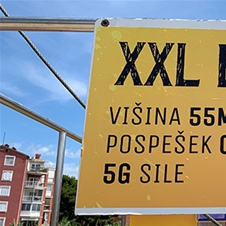 XXL
VIŠINA 55M
POSPEŠEK
5G SILE